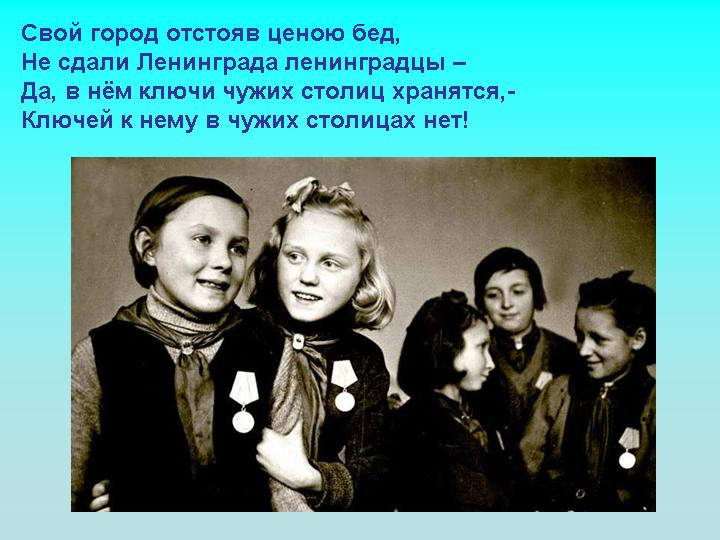 Свой город отстояв ценою бед,
Не сдали Ленинграда ленинградцы –
Да, в нём ключи чужих столиц хранятся,-
Ключей к нему в чужих столицах нет!